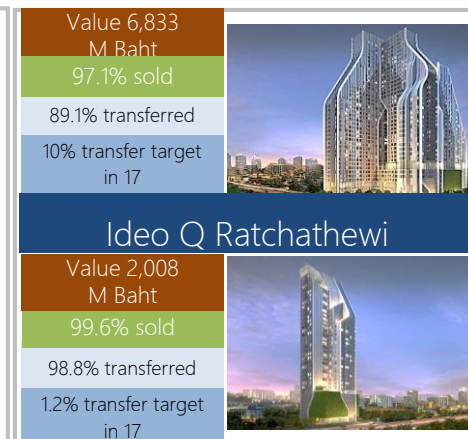 Value 6,833
M Baht
97.1% sold
89.1% transferred
10% transfer target
in 17
Ideo Q Ratchathewi
Value 2,008
M Baht
99.6% sold
98.8% transferred
1.2% transfer target
in 17